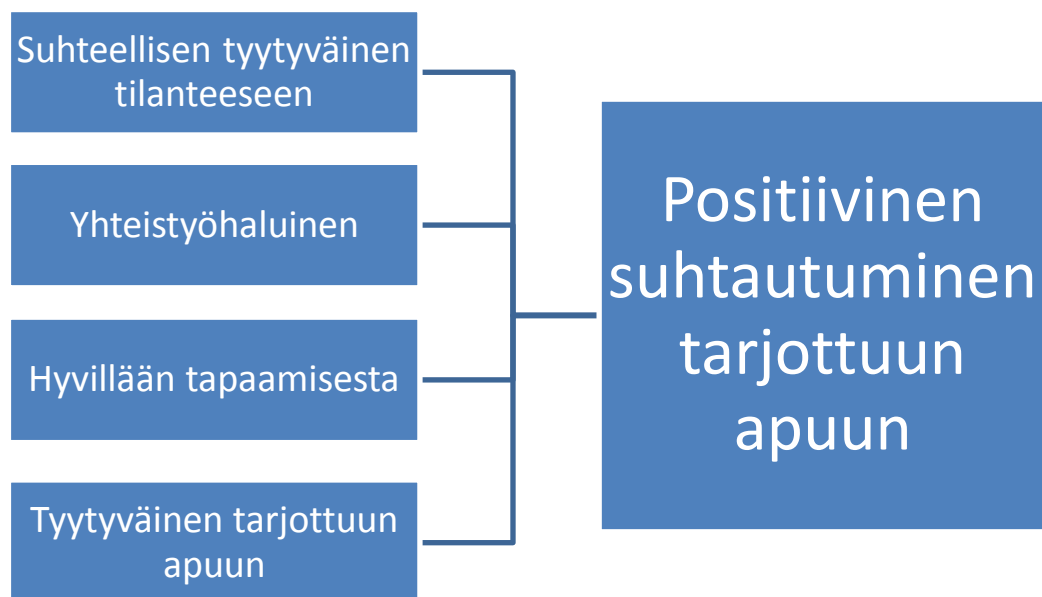 Suhteellisen tyytyväinen
tilanteeseen
Yhteistyöhaluinen
Hyvillään tapaamisesta
Tyytyväinen tarjottuun
apuun
Positiivinen
suhtautuminen
tarjottuun
apuun